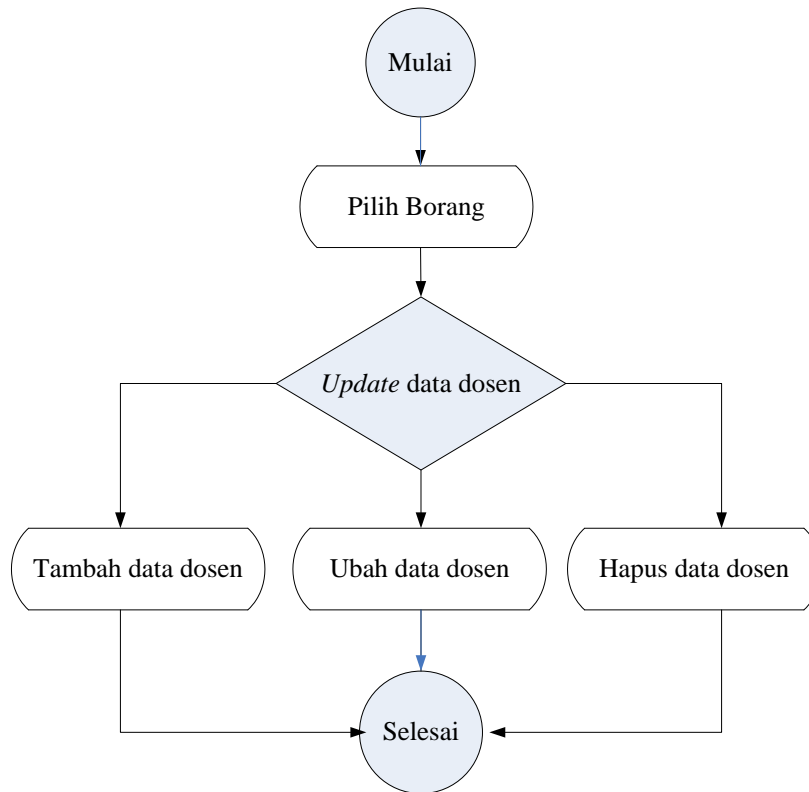 Mulai
Pilih Borang
Update data dosen
Tambah data dosen
Ubah data dosen
Hapus data dosen
Selesai